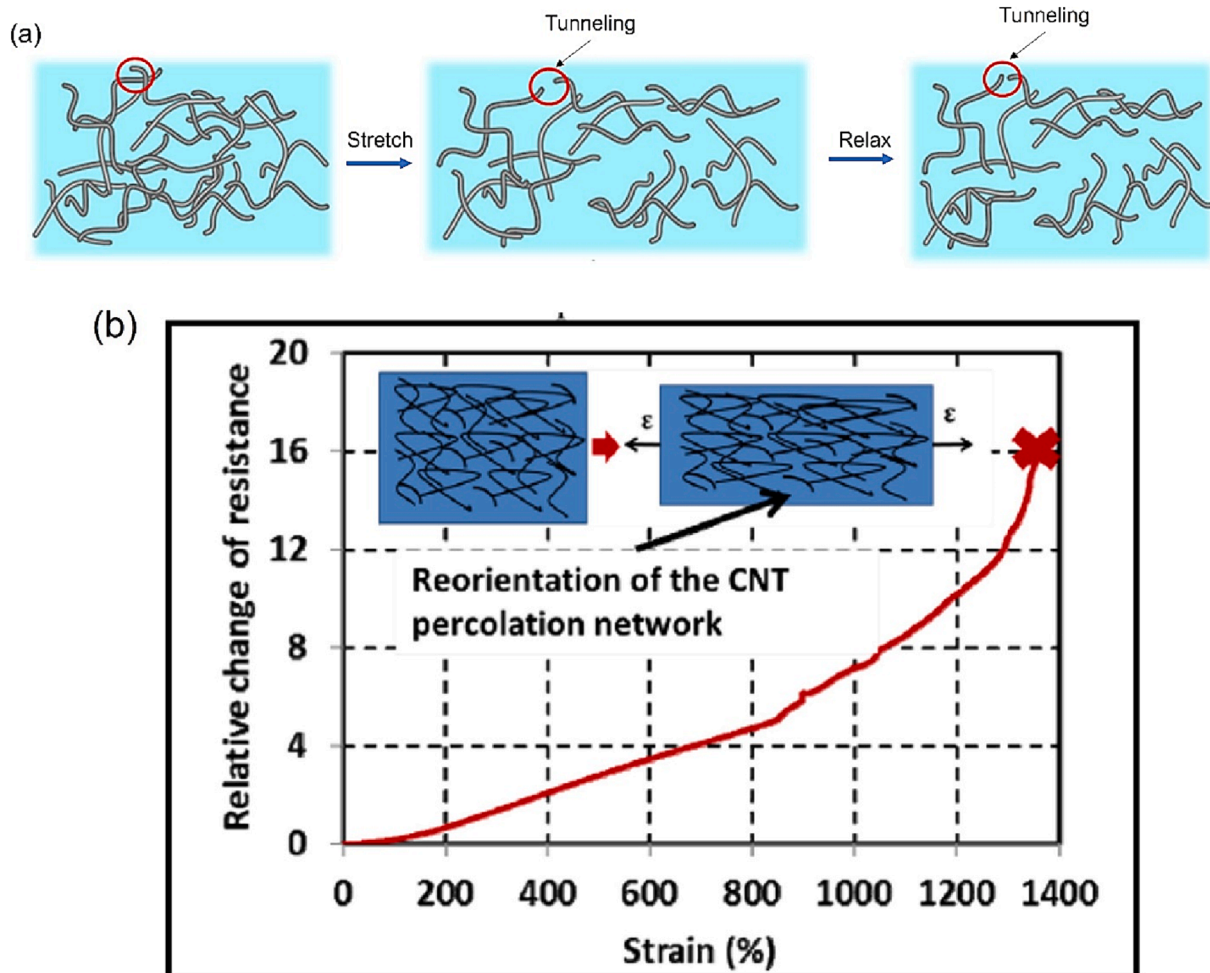 (a)
Tunneling
Tunneling
Stretch
Relax
(b)
Relative change of resistance
20
16
12
8
4
0
ε
ε
Reorientation of the CNT
percolation network
0 200 400 600 800 1000 1200 1400
Strain (%)